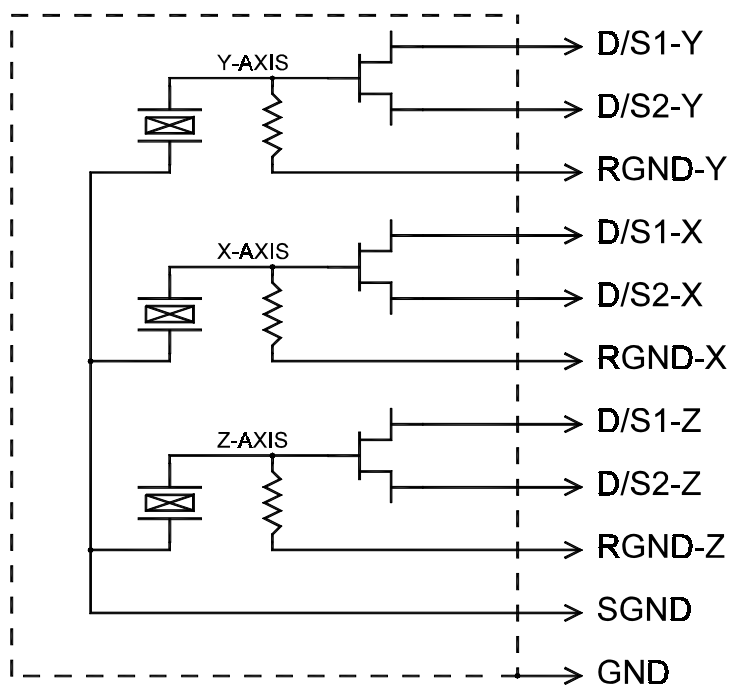 D/S1-Y
Y-AXIS
D/S2-Y
RGND-Y
D/S1-X
X-AXIS
D/S2-X
RGND-X
D/S1-Z
Z-AXIS
D/S2-Z
RGND-Z
SGND
GND